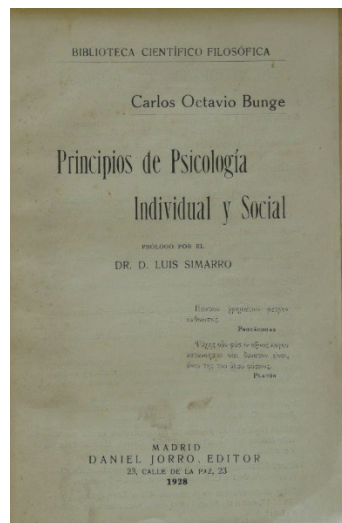 BIBLIOTECA CIENTÍFICO FILOSÓFICA
Carlos Octavio Bunge
Principios de Psicología
Individual y Social
PRÓLOGO POR EL
DR. D. LUIS SIMARRO
PROTÁGORAS
PLATÓN
MADRID
DANIEL JORRO, EDITOR
23, CALLE DE LA PAZ, 23
1928